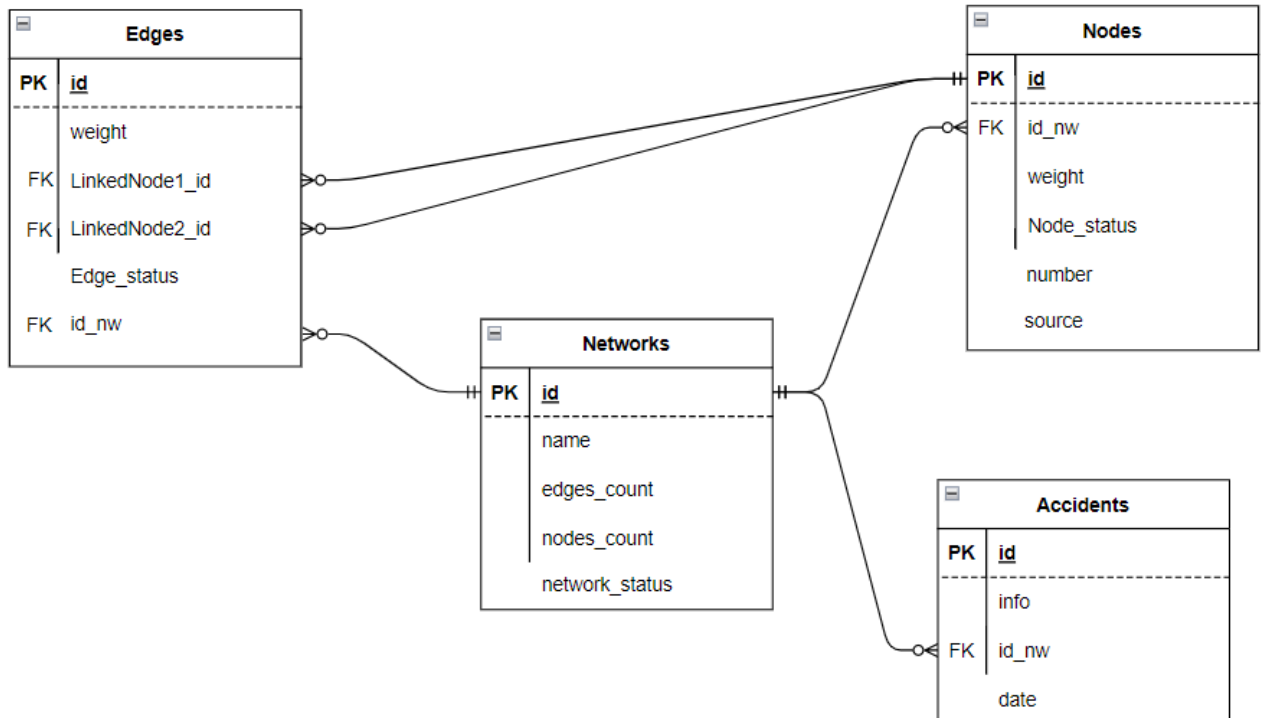 Edges
PK id
weight
FK LinkedNode1_id
FK LinkedNode2_id
Edge_status
FK id_nw
Nodes
PK id
FK id_nw
weight
Node_status
number
source
Networks
PK id
name
edges_count
nodes_count
network_status
Accidents
PK id
info
FK id_nw
date